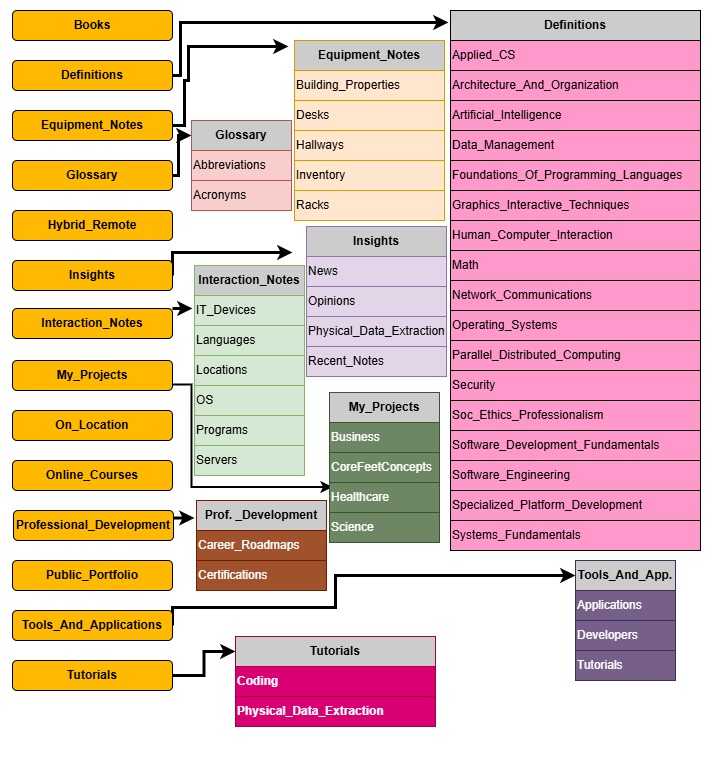 Books
Definitions
Equipment_Notes
Glossary
Hybrid_Remote
Insights
Interaction_Notes
My_Projects
On_Location
Online_Courses
Professional_Development
Public_Portfolio
Tools_And_Applications
Tutorials
Glossary
Abbreviations
Acronyms
Equipment_Notes
Building_Properties
Desks
Hallways
Inventory
Racks
Interaction_Notes
IT_Devices
Languages
Locations
OS
Programs
Servers
Insights
News
Opinions
Physical_Data_Extraction
Recent_Notes
My_Projects
Business
CoreFeetConcepts
Healthcare
Science
Prof. _Development
Career_Roadmaps
Certifications
Tutorials
Coding
Physical_Data_Extraction
Definitions
Applied_CS
Architecture_And_Organization
Artificial_Intelligence
Data_Management
Foundations_Of_Programming_Languages
Graphics_Interactive_Techniques
Human_Computer_Interaction
Math
Network_Communications
Operating_Systems
Parallel_Distributed_Computing
Security
Soc_Ethics_Professionalism
Software_Development_Fundamentals
Software_Engineering
Specialized_Platform_Development
Systems_Fundamentals
Tools_And_App.
Applications
Developers
Tutorials